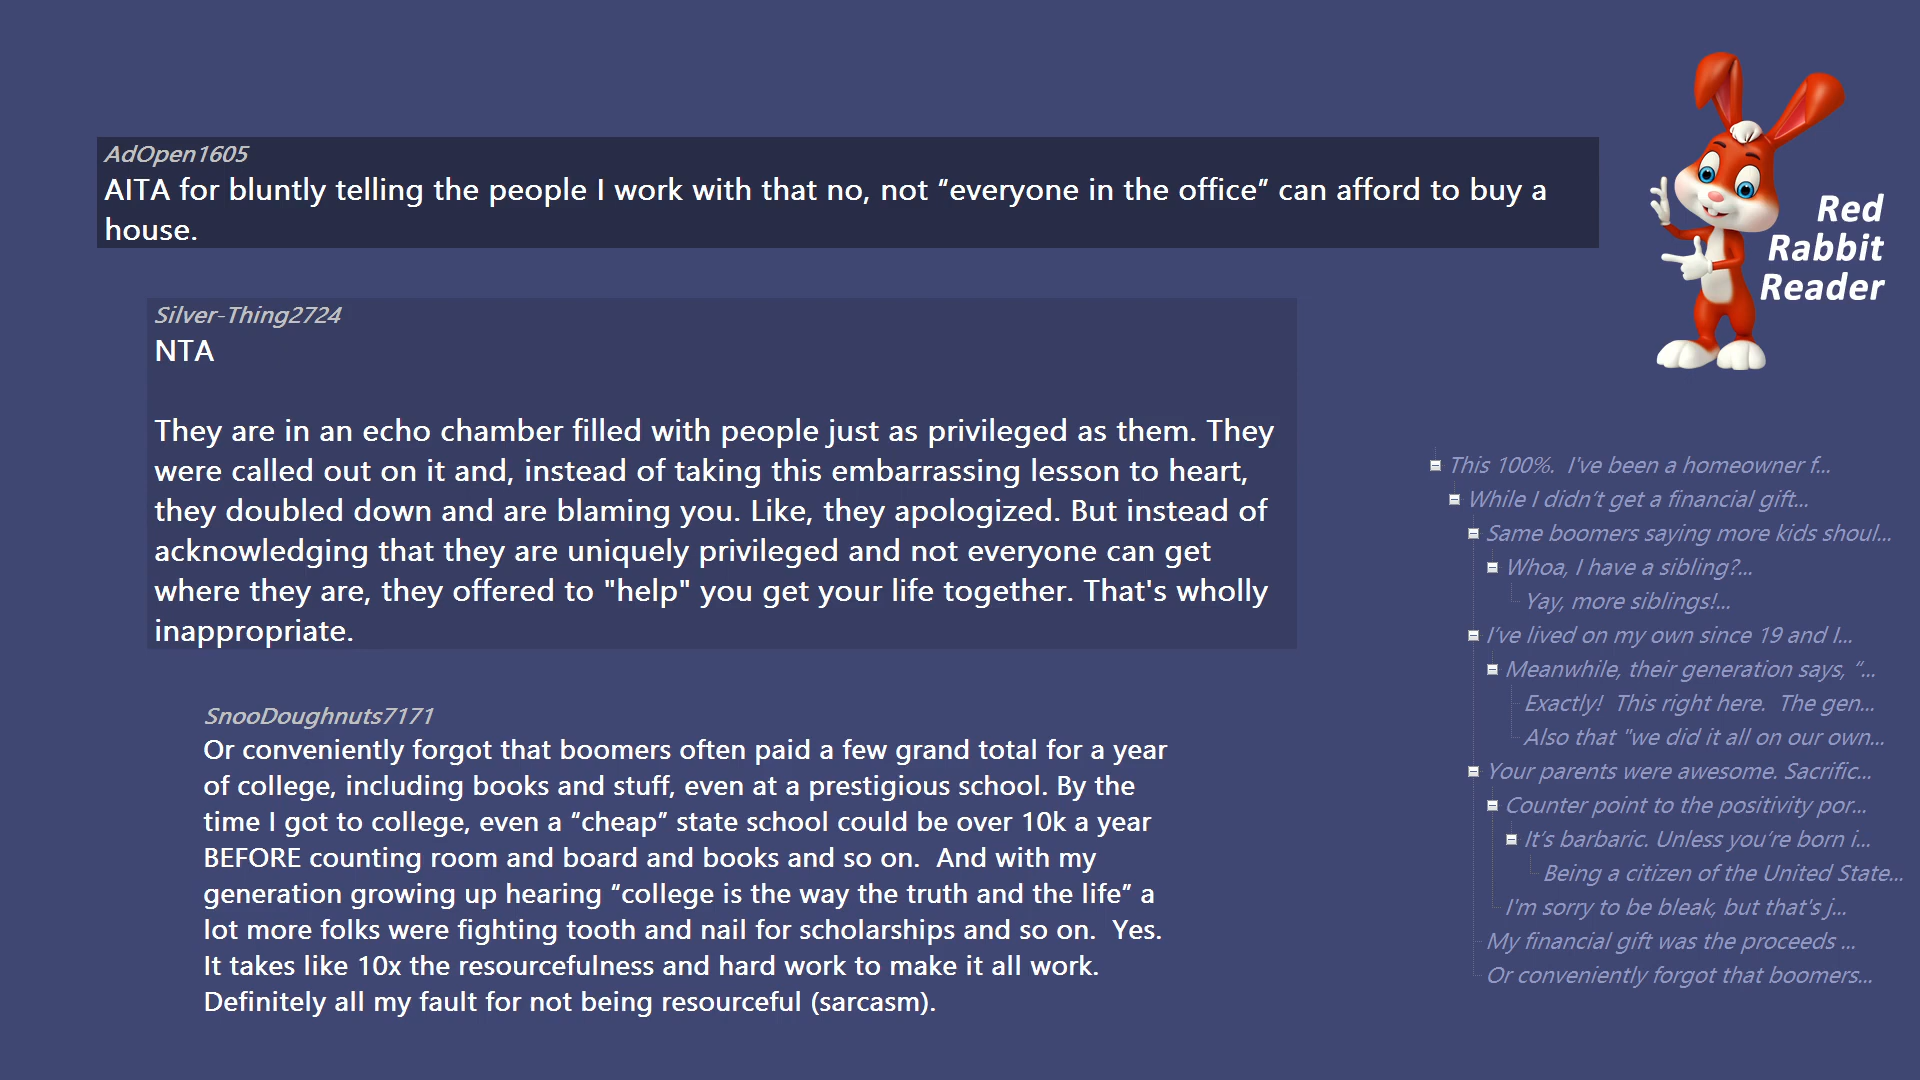 AdOpen1605
AITA for bluntly telling the people I work with that no, not “everyone in the office” can afford to buy a
house.
Red
Rabbit
Reader
Silver-Thing2724
NTA
They are in an echo chamber filled with people just as privileged as them. They
were called out on it and, instead of taking this embarrassing lesson to heart,
they doubled down and are blaming you. Like, they apologized. But instead of
acknowledging that they are uniquely privileged and not everyone can get
where they are, they offered to "help" you get your life together. That's wholly
inappropriate.
SnooDoughnuts7171
Or conveniently forgot that boomers often paid a few grand total for a year
of college, including books and stuff, even at a prestigious school. By the
time I got to college, even a “cheap” state school could be over 10k a year
BEFORE counting room and board and books and so on.  And with my
generation growing up hearing “college is the way the truth and the life” a
lot more folks were fighting tooth and nail for scholarships and so on.  Yes.
It takes like 10x the resourcefulness and hard work to make it all work.
Definitely all my fault for not being resourceful (sarcasm).
This 100%.  I've been a homeowner f...
While I didn’t get a financial gift...
Same boomers saying more kids shoul...
Whoa, I have a sibling?...
Yay, more siblings!...
I’ve lived on my own since 19 and I...
Meanwhile, their generation says, “...
Exactly!  This right here.  The gen...
Also that "we did it all on our own...
Your parents were awesome. Sacrific...
Counter point to the positivity por...
It’s barbaric. Unless you’re born i...
Being a citizen of the United State...
I'm sorry to be bleak, but that's j...
My financial gift was the proceeds ...
Or conveniently forgot that boomers...